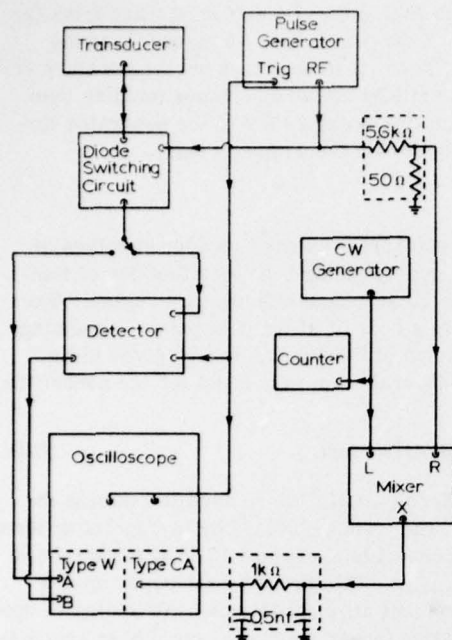 Transducer
Pulse
Generator
Trig RF
Diode
Switching
Circuit
5.6kΩ
50Ω
CW
Generator
Detector
Counter
Oscilloscope
L R
Mixer
X
Type W Type CA
A
B
1kΩ
0.5nf